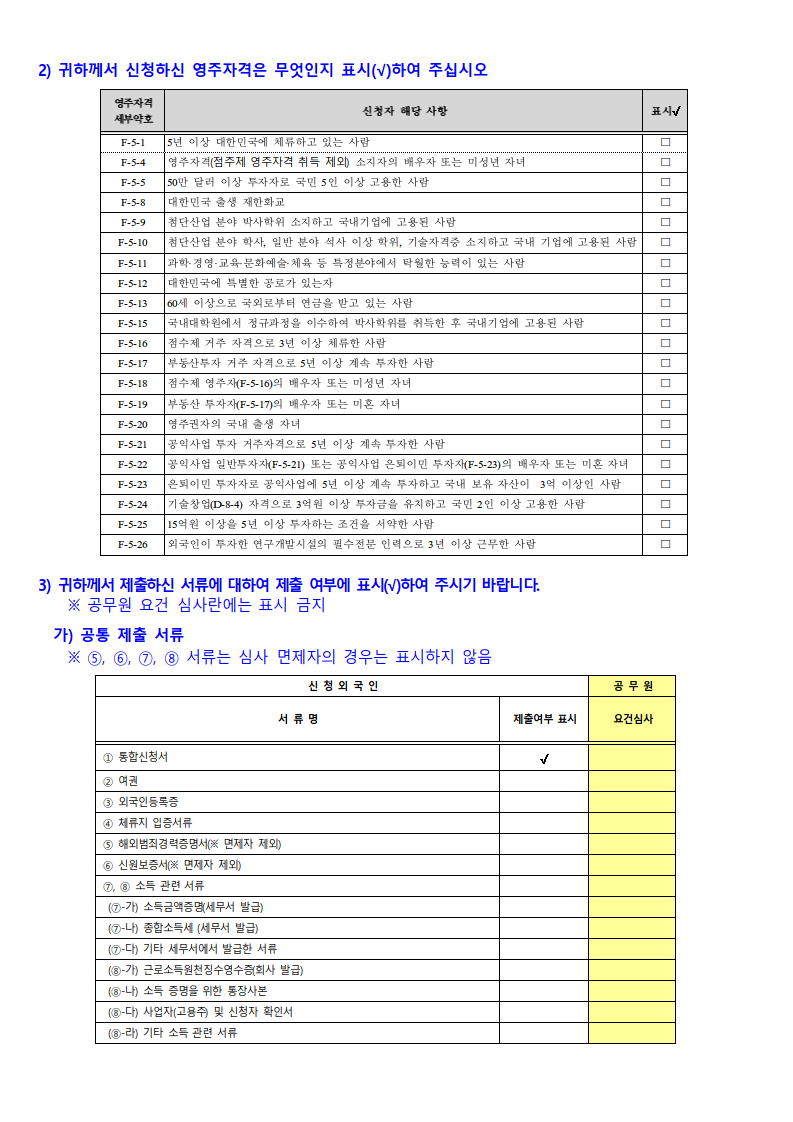 2) 귀하께서 신청하신 영주자격은 무엇인지 표시(√)하여 주십시오
영주자격 세부약호 신청자 해당 사항 표시√
F-5-1 5년 이상 대한민국에 체류하고 있는 사람 □
F-5-4 영주자격(점주제 영주자격 취득 제외) 소지자의 배우자 또는 미성년 자녀 □
F-5-5 50만 달러 이상 투자자로 국민 5인 이상 고용한 사람 □
F-5-8 대한민국 출생 재한화교 □
F-5-9 첨단산업 분야 박사학위 소지하고 국내기업에 고용된 사람 □
F-5-10 첨단산업 분야 학사, 일반 분야 석사 이상 학위, 기술자격증 소지하고 국내 기업에 고용된 사람 □
F-5-11 과학·경영·교육·문화예술·체육 등 특정분야에서 탁월한 능력이 있는 사람 □
F-5-12 대한민국에 특별한 공로가 있는자 □
F-5-13 60세 이상으로 국외로부터 연금을 받고 있는 사람 □
F-5-15 국내대학원에서 정규과정을 이수하여 박사학위를 취득한 후 국내기업에 고용된 사람 □
F-5-16 점수제 거주 자격으로 3년 이상 체류한 사람 □
F-5-17 부동산투자 거주 자격으로 5년 이상 계속 투자한 사람 □
F-5-18 점수제 영주자(F-5-16)의 배우자 또는 미성년 자녀 □
F-5-19 부동산 투자자(F-5-17)의 배우자 또는 미혼 자녀 □
F-5-20 영주권자의 국내 출생 자녀 □
F-5-21 공익사업 투자 거주자격으로 5년 이상 계속 투자한 사람 □
F-5-22 공익사업 일반투자자(F-5-21) 또는 공익사업 은퇴이민 투자자(F-5-23)의 배우자 또는 미혼 자녀 □
F-5-23 은퇴이민 투자자로 공익사업에 5년 이상 계속 투자하고 국내 보유 자산이 3억 이상인 사람 □
F-5-24 기술창업(D-8-4) 자격으로 3억원 이상 투자금을 유치하고 국민 2인 이상 고용한 사람 □
F-5-25 15억원 이상을 5년 이상 투자하는 조건을 서약한 사람 □
F-5-26 외국인이 투자한 연구개발시설의 필수전문 인력으로 3년 이상 근무한 사람 □
3) 귀하께서 제출하신 서류에 대하여 제출 여부에 표시(√)하여 주시기 바랍니다.
※ 공무원 요건 심사란에는 표시 금지
가) 공통 제출 서류
※ ⑤, ⑥, ⑦, ⑧ 서류는 심사 면제자의 경우는 표시하지 않음
신 청 외 국 인 공 무 원
서 류 명 제출여부 표시 요건심사
① 통합신청서 √
② 여권
③ 외국인등록증
④ 체류지 입증서류
⑤ 해외범죄경력증명서(※ 면제자 제외)
⑥ 신원보증서(※ 면제자 제외)
⑦, ⑧ 소득 관련 서류
(⑦-가) 소득금액증명(세무서 발급)
(⑦-나) 종합소득세 (세무서 발급)
(⑦-다) 기타 세무서에서 발급한 서류
(⑧-가) 근로소득원천징수영수증(회사 발급)
(⑧-나) 소득 증명을 위한 통장사본
(⑧-다) 사업자(고용주) 및 신청자 확인서
(⑧-라) 기타 소득 관련 서류